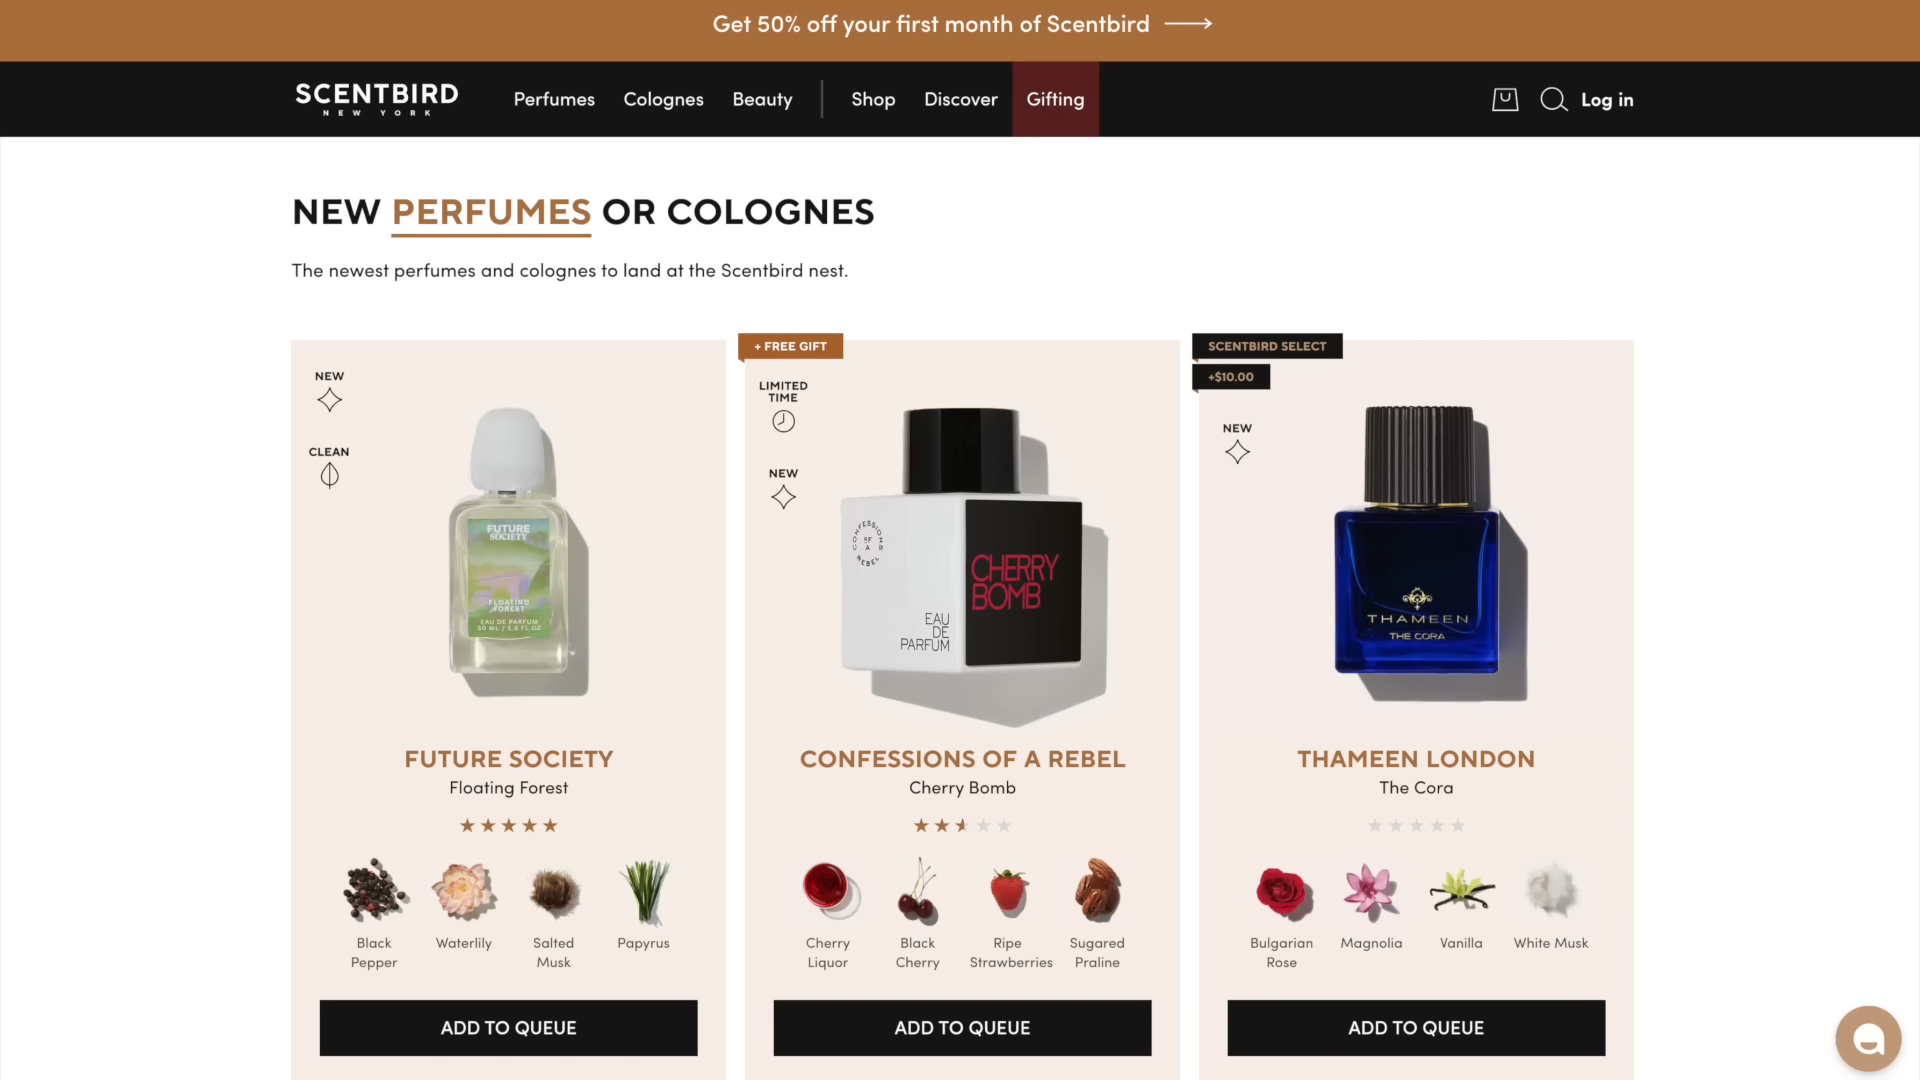 Get 50% off your first month of Scentbird
SCENTBIRD
NEW YORK
Perfumes
Colognes
Beauty
Shop
Discover
Gifting
Log in
NEW PERFUMES OR COLOGNES
The newest perfumes and colognes to land at the Scentbird nest.
NEW
CLEAN
FUTURE
SOCIETY
FLOATING
FOREST
EAU DE PARFUM
50 ML / 1.6 FL OZ
FUTURE SOCIETY
Floating Forest
Black
Pepper
Waterlily
Salted
Musk
Papyrus
ADD TO QUEUE
+ FREE GIFT
LIMITED
TIME
NEW
CONFESSIONS
OF
A
REBEL
EAU
DE
PARFUM
CHERRY
BOMB
CONFESSIONS OF A REBEL
Cherry Bomb
Cherry
Liquor
Black
Cherry
Ripe
Strawberries
Sugared
Praline
ADD TO QUEUE
SCENTBIRD SELECT
+$10.00
NEW
THAMEEN
THE CORA
THAMEEN LONDON
The Cora
Bulgarian
Rose
Magnolia
Vanilla
White Musk
ADD TO QUEUE